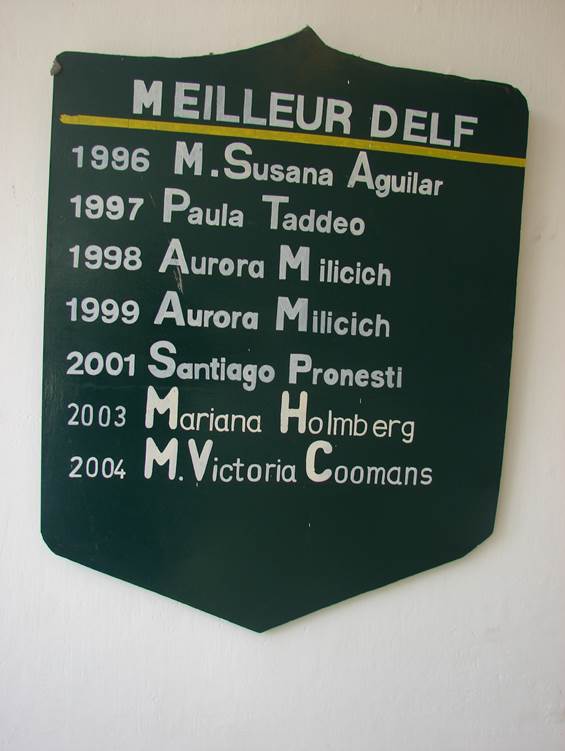 MEILLEUR DELF
1996 M. Susana Aguilar
1997 Paula Taddeo
1998 Aurora Milicich
1999 Aurora Milicich
2001 Santiago Pronesti
2003 Mariana Holmberg
2004 M. Victoria Coomans